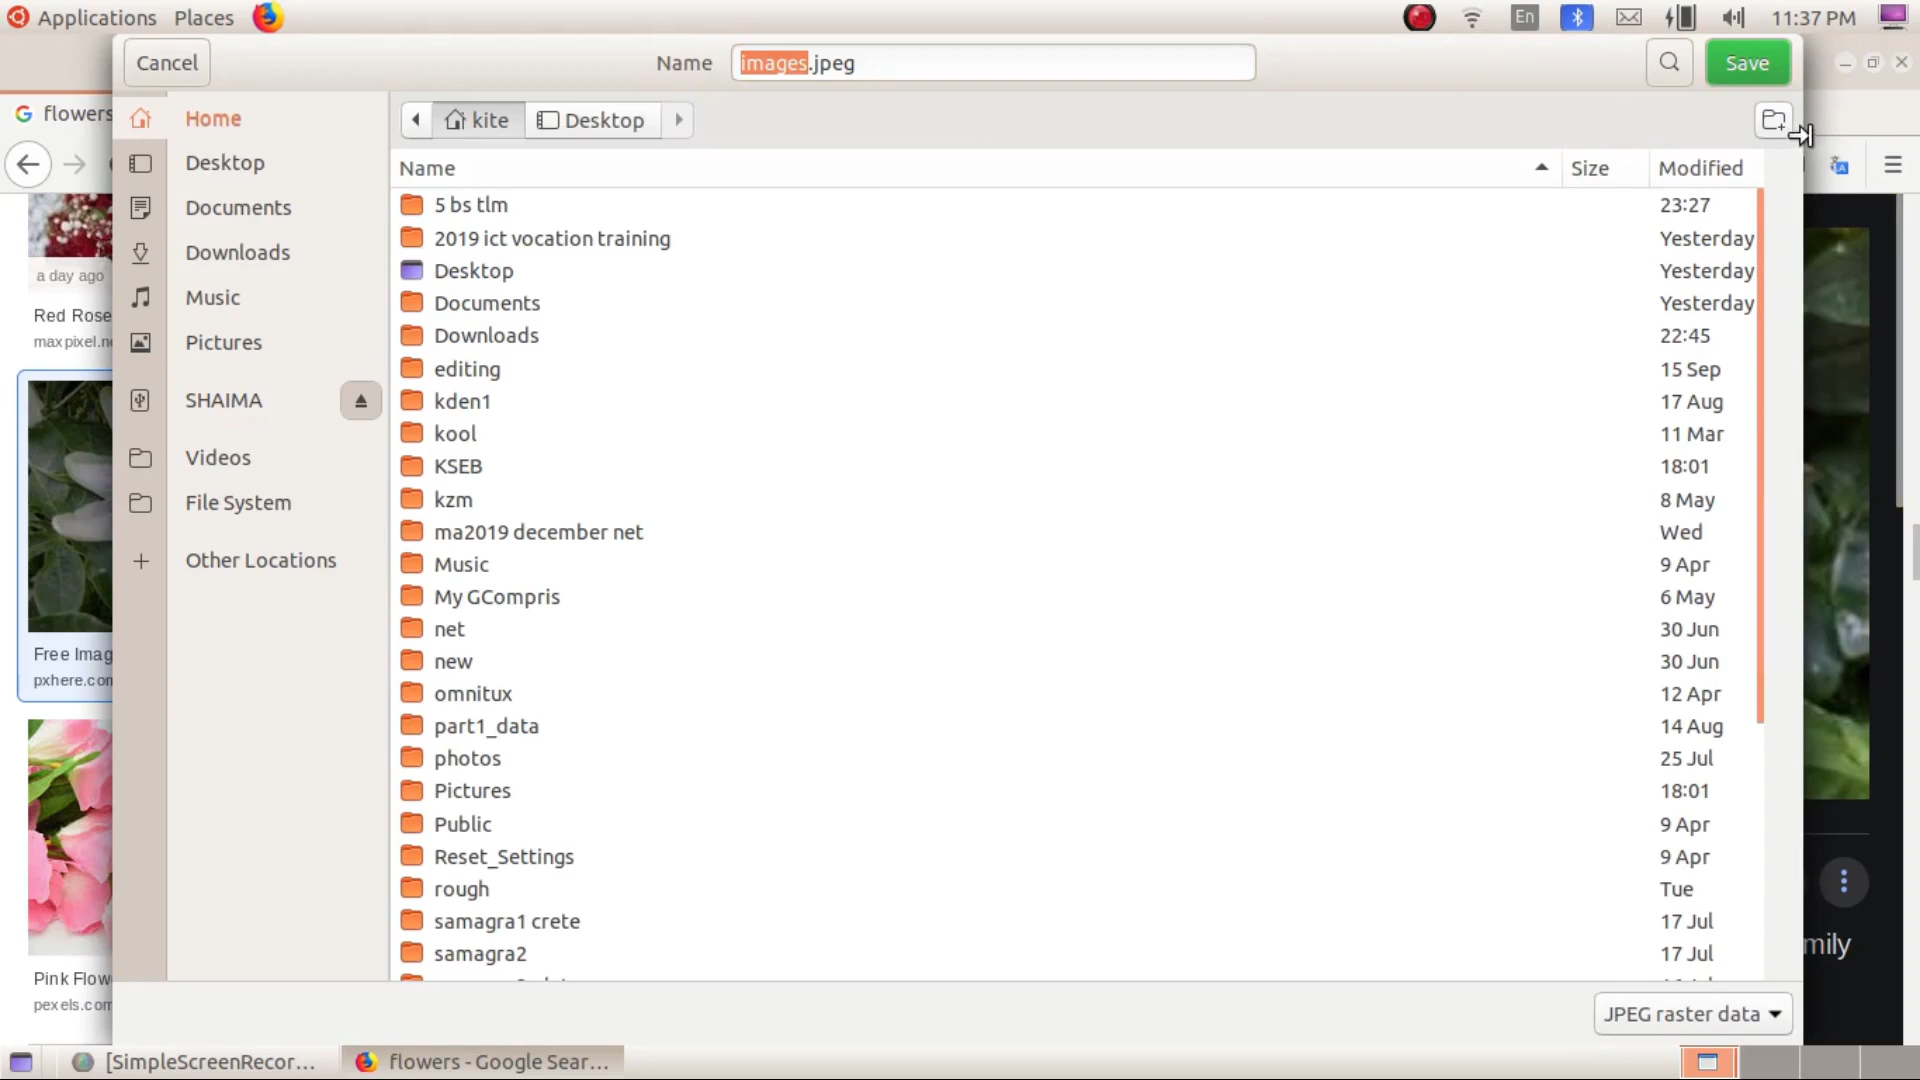 Applications Places En 11:37 PM
Cancel Name images.jpeg Save
flowers
kite Desktop
Home
Desktop
Documents
Downloads
Music
Pictures
SHAIMA
Videos
File System
Other Locations
Name Size Modified
5 bs tlm 23:27
2019 ict vocation training Yesterday
Desktop Yesterday
Documents Yesterday
Downloads 22:45
editing 15 Sep
kden1 17 Aug
kool 11 Mar
KSEB 18:01
kzm 8 May
ma2019 december net Wed
Music 9 Apr
My GCompris 6 May
net 30 Jun
new 30 Jun
omnitux 12 Apr
part1_data 14 Aug
photos 25 Jul
Pictures 18:01
Public 9 Apr
Reset_Settings 9 Apr
rough Tue
samagra1 crete 17 Jul
samagra2 17 Jul
a day ago
Red Rose
maxpixel.n
Free Imag
pxhere.con
Pink Flow
pexels.com
mily
JPEG raster data
[SimpleScreenRecor... flowers - Google Sear...